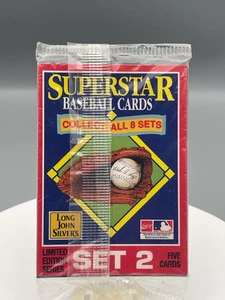 SUPERSTAR
BASEBALL CARDS
COLLECT ALL 8 SETS
LONG
JOHN
SILVER'S
LIMITED
EDITION
SERIES
SET 2
FIVE
CARDS